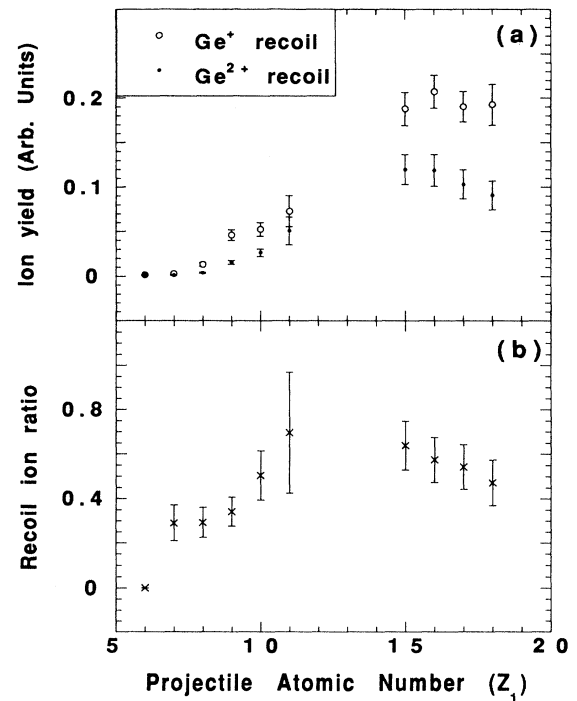 (a)
Ge+ recoil
Ge2+ recoil
Ion yield (Arb. Units)
0.2
0.1
0
(b)
Recoil ion ratio
0.8
0.4
0
5 10 15 20
Projectile Atomic Number (Z1)